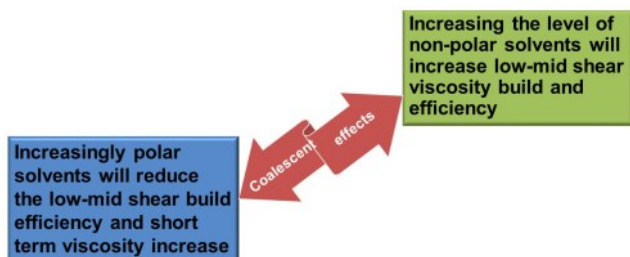 Increasing the level of
non-polar solvents will
increase low-mid shear
viscosity build and
efficiency
Coalescent effects
Increasingly polar
solvents will reduce
the low-mid shear build
efficiency and short
term viscosity increase